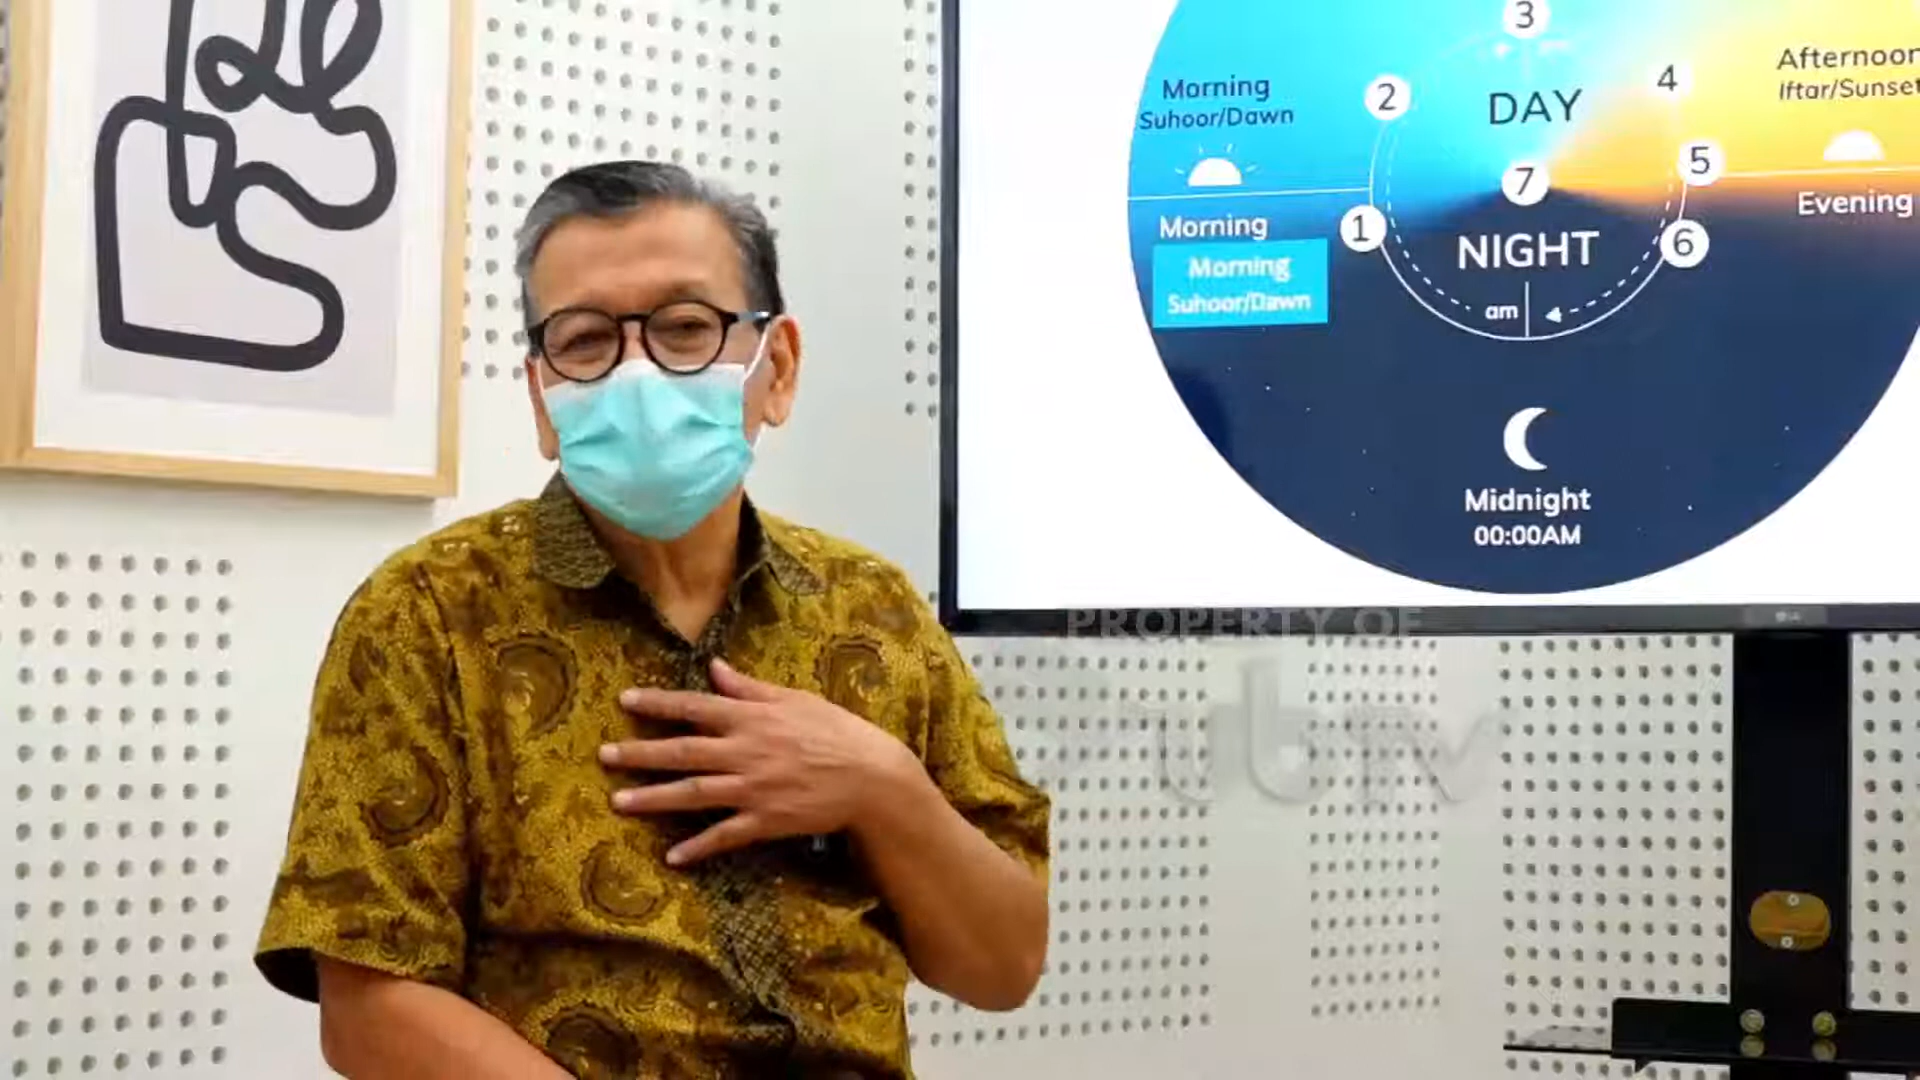 3
Morning
Suhoor/Dawn
2
DAY
4
Afternoon
Iftar/Sunset
7
5
Morning
1
NIGHT
6
Evening
Morning
Suhoor/Dawn
am
Midnight
00:00AM
LG
PROPERTY OF